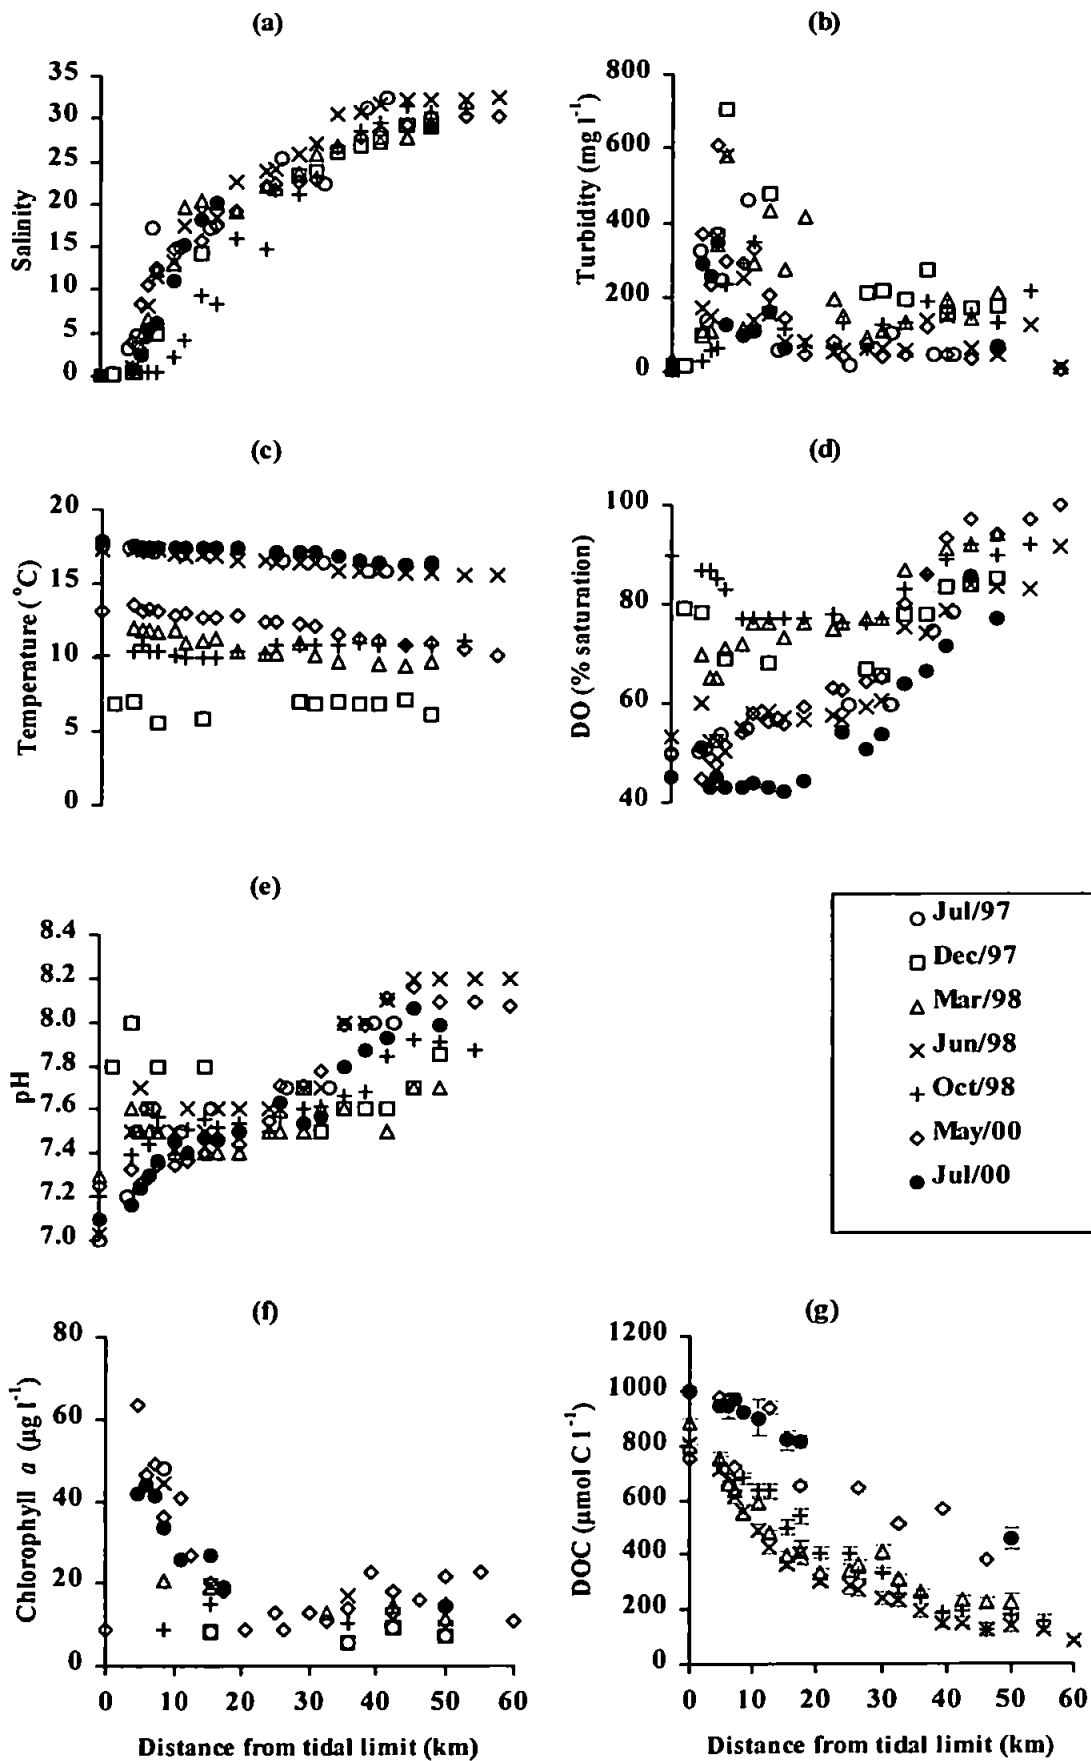 (a)
35
30
25
20
15
10
5
0
Salinity
(b)
800
600
400
200
0
Turbidity (mg l⁻¹)
(c)
20
15
10
5
0
Temperature (°C)
(d)
100
80
60
40
DO (% saturation)
(e)
8.4
8.2
8.0
7.8
7.6
7.4
7.2
7.0
pH
Jul/97
Dec/97
Mar/98
Jun/98
Oct/98
May/00
Jul/00
(f)
80
60
40
20
0
Chlorophyll a (µg l⁻¹)
0 10 20 30 40 50 60
Distance from tidal limit (km)
(g)
1200
1000
800
600
400
200
0
DOC (µmol C l⁻¹)
0 10 20 30 40 50 60
Distance from tidal limit (km)